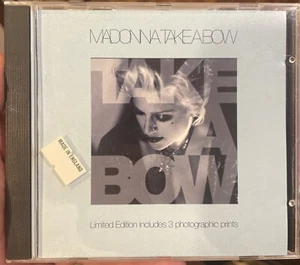 MADONNA TAKE A BOW
TAKE
A
BOW
MADE IN ENGLAND
Limited Edition includes 3 photographic prints